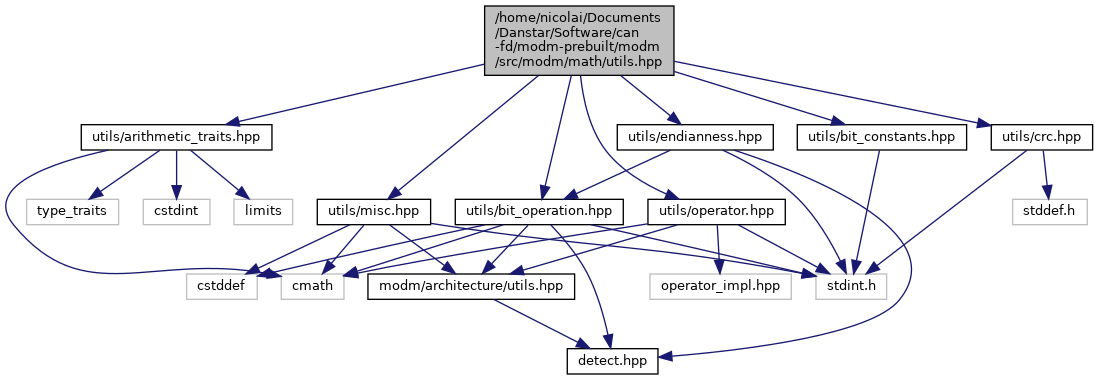 /home/nicolai/Documents
/Danstar/Software/can
-fd/modm-prebuilt/modm
/src/modm/math/utils.hpp
utils/arithmetic_traits.hpp
utils/endianness.hpp
utils/bit_constants.hpp
utils/crc.hpp
type_traits
cstdint
limits
utils/misc.hpp
utils/bit_operation.hpp
utils/operator.hpp
stddef.h
cstddef
cmath
modm/architecture/utils.hpp
operator_impl.hpp
stdint.h
detect.hpp